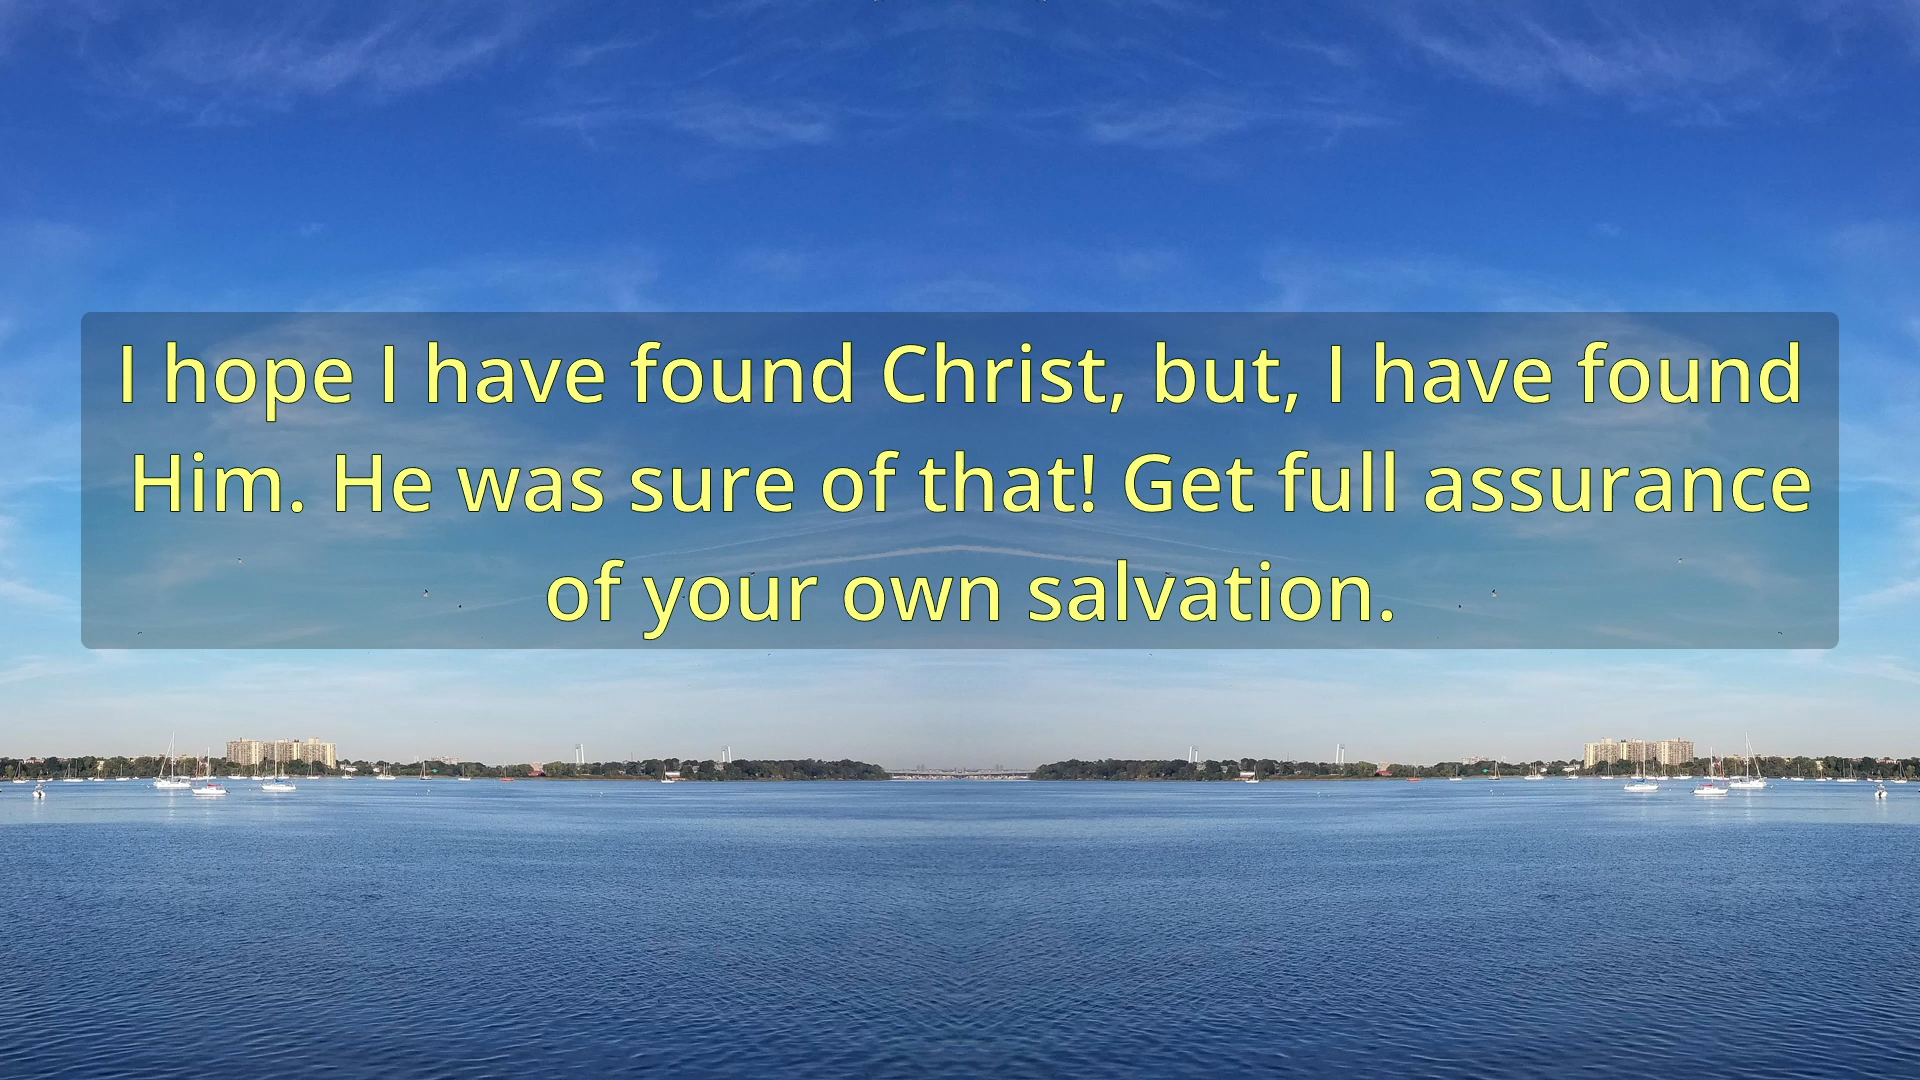 I hope I have found Christ, but, I have found
Him. He was sure of that! Get full assurance
of your own salvation.